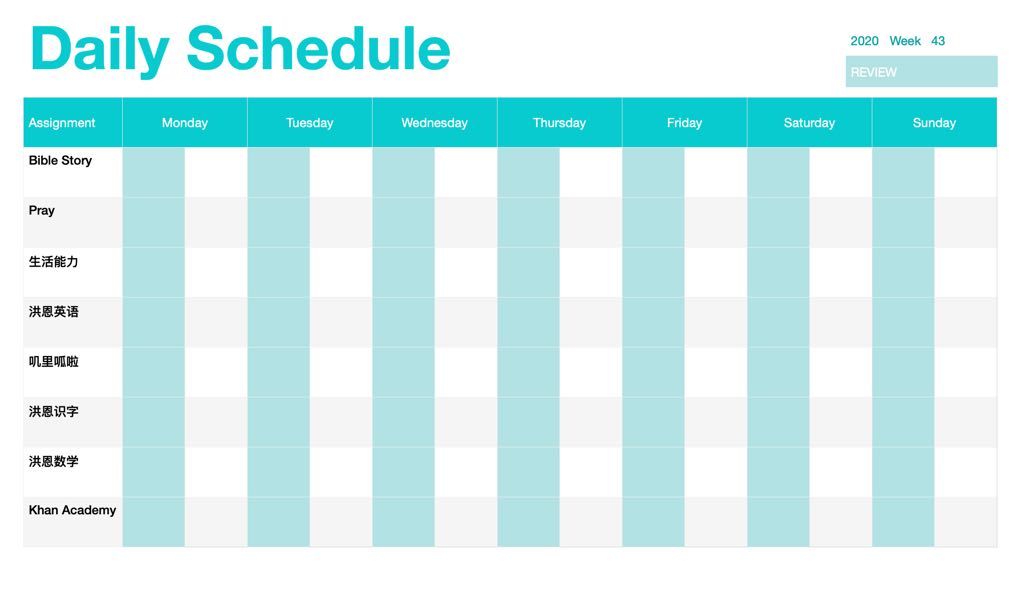 Daily Schedule
2020 Week 43
REVIEW
Assignment Monday Tuesday Wednesday Thursday Friday Saturday Sunday
Bible Story
Pray
生活能力
洪恩英语
叽里呱啦
洪恩识字
洪恩数学
Khan Academy